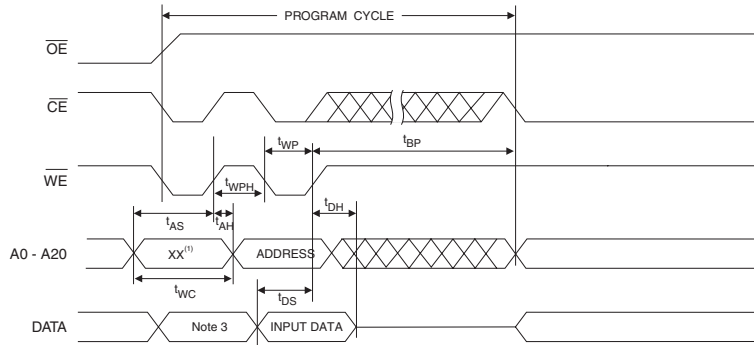 PROGRAM CYCLE
OE
CE
tWP
tBP
WE
tWPH
tDH
tAS
tAH
A0 - A20
XX(1)
ADDRESS
tWC
tDS
DATA
Note 3
INPUT DATA